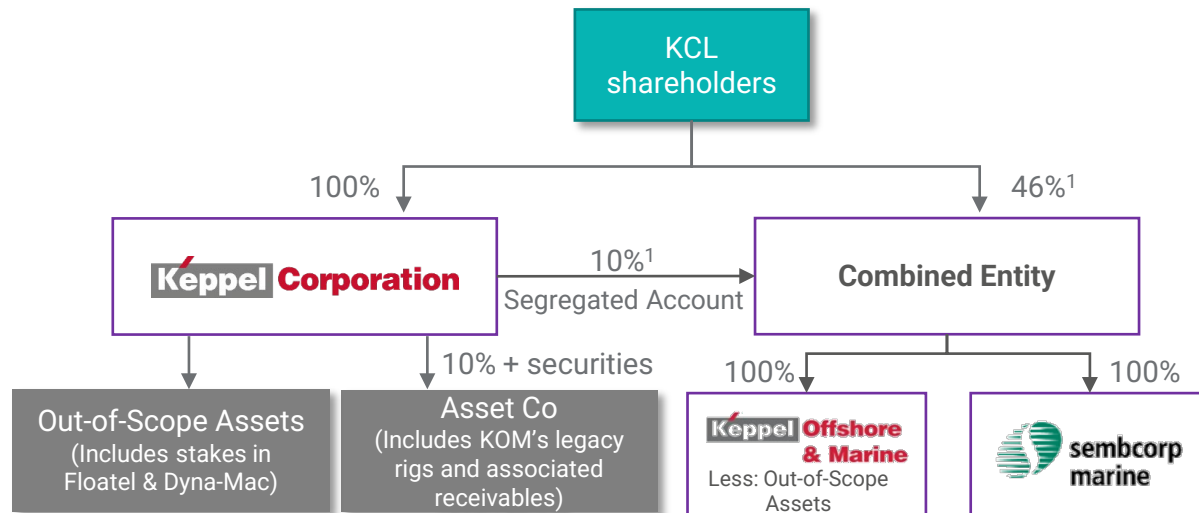 KCL
shareholders
100%
46%¹
Keppel Corporation
10%¹
Segregated Account
Combined Entity
10% + securities
100%
100%
Out-of-Scope Assets
(Includes stakes in
Floatel & Dyna-Mac)
Asset Co
(Includes KOM’s legacy
rigs and associated
receivables)
Keppel Offshore
& Marine
Less: Out-of-Scope
Assets
sembcorp
marine